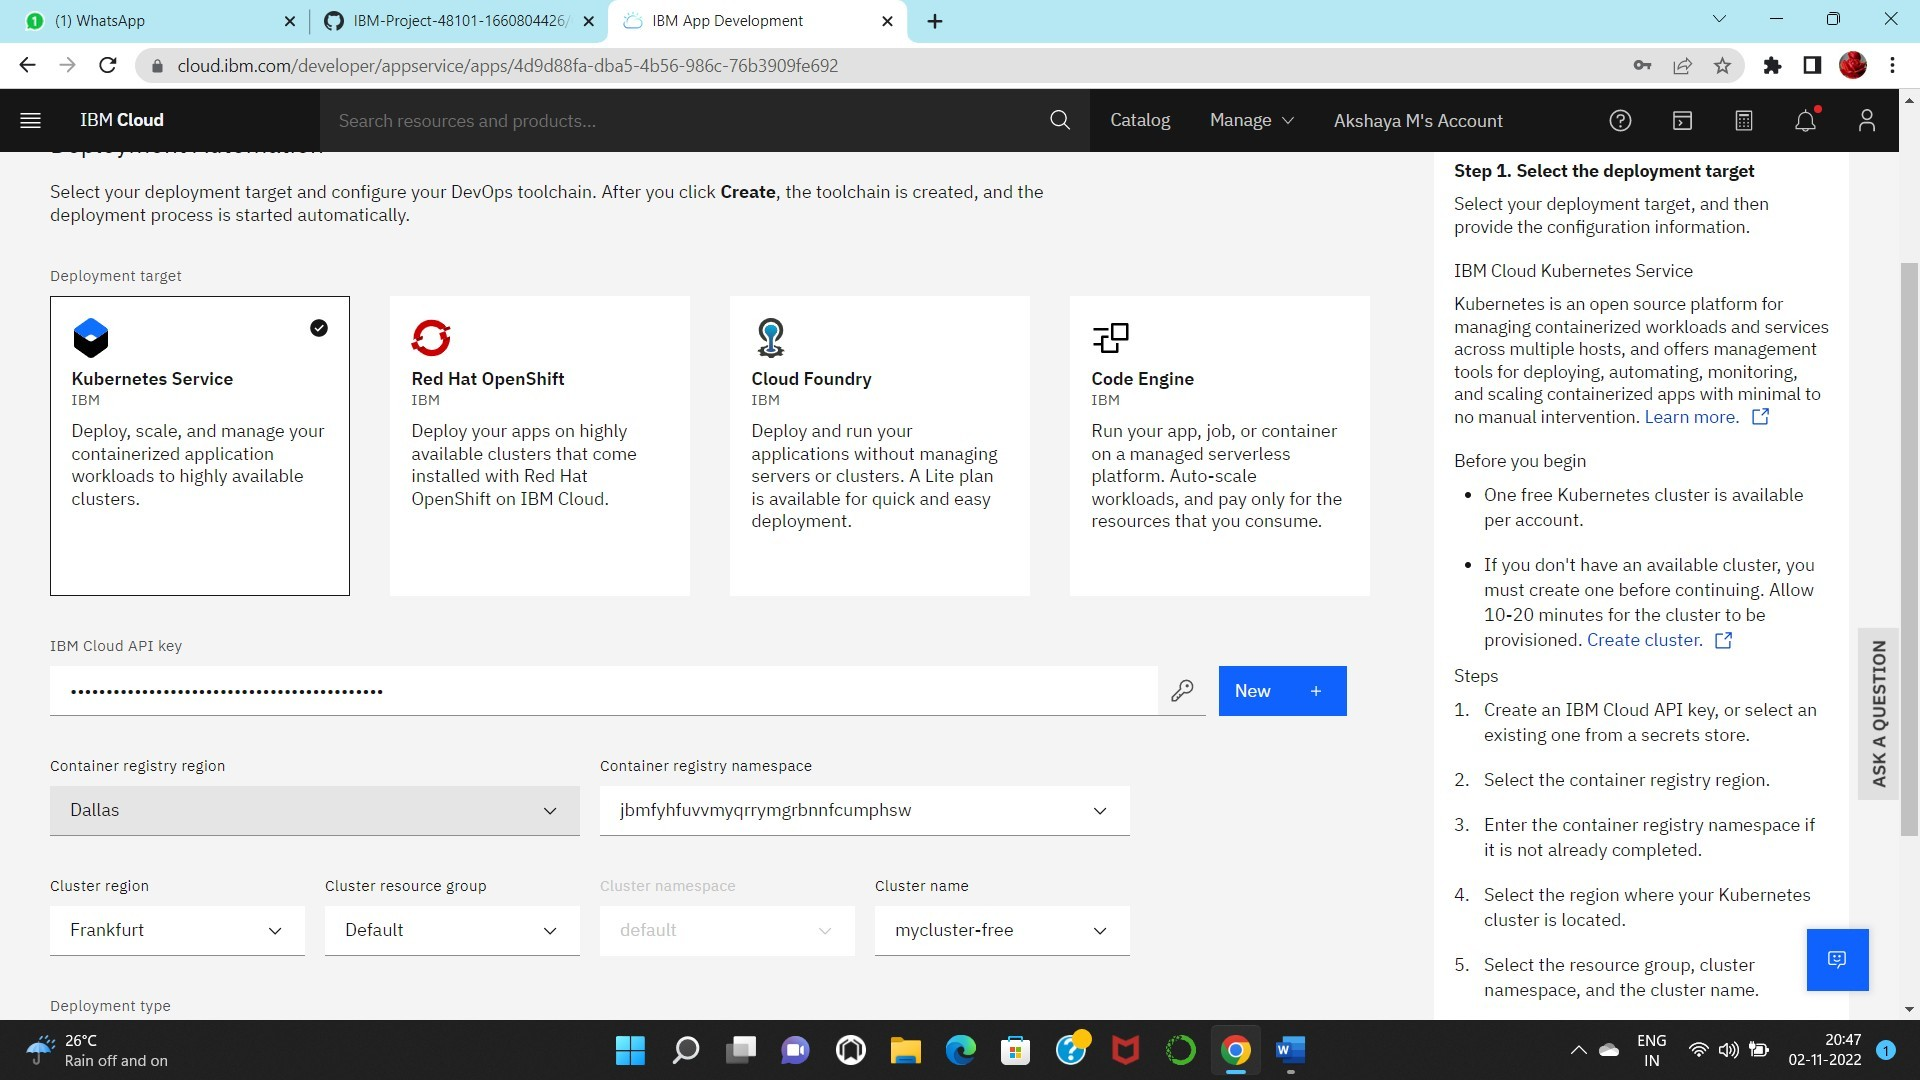 (1) WhatsApp
IBM-Project-48101-1660804426/
IBM App Development
cloud.ibm.com/developer/appservice/apps/4d9d88fa-dba5-4b56-986c-76b3909fe692
IBM Cloud
Search resources and products...
Catalog
Manage
Akshaya M's Account
Deployment Automation
Select your deployment target and configure your DevOps toolchain. After you click Create, the toolchain is created, and the
deployment process is started automatically.
Deployment target
Kubernetes Service
IBM
Deploy, scale, and manage your
containerized application
workloads to highly available
clusters.
Red Hat OpenShift
IBM
Deploy your apps on highly
available clusters that come
installed with Red Hat
OpenShift on IBM Cloud.
Cloud Foundry
IBM
Deploy and run your
applications without managing
servers or clusters. A Lite plan
is available for quick and easy
deployment.
Code Engine
IBM
Run your app, job, or container
on a managed serverless
platform. Auto-scale
workloads, and pay only for the
resources that you consume.
IBM Cloud API key
••••••••••••••••••••••••••••••••••••••••••••
New +
Container registry region
Dallas
Container registry namespace
jbmfyhfuvvmyqrrymgrbnnfcumphsw
Cluster region
Frankfurt
Cluster resource group
Default
Cluster namespace
default
Cluster name
mycluster-free
Deployment type
Step 1. Select the deployment target
Select your deployment target, and then
provide the configuration information.
IBM Cloud Kubernetes Service
Kubernetes is an open source platform for
managing containerized workloads and services
across multiple hosts, and offers management
tools for deploying, automating, monitoring,
and scaling containerized apps with minimal to
no manual intervention. Learn more.
Before you begin
• One free Kubernetes cluster is available
per account.
• If you don't have an available cluster, you
must create one before continuing. Allow
10-20 minutes for the cluster to be
provisioned. Create cluster.
Steps
1. Create an IBM Cloud API key, or select an
existing one from a secrets store.
2. Select the container registry region.
3. Enter the container registry namespace if
it is not already completed.
4. Select the region where your Kubernetes
cluster is located.
5. Select the resource group, cluster
namespace, and the cluster name.
ASK A QUESTION
26°C
Rain off and on
ENG
IN
20:47
02-11-2022
1